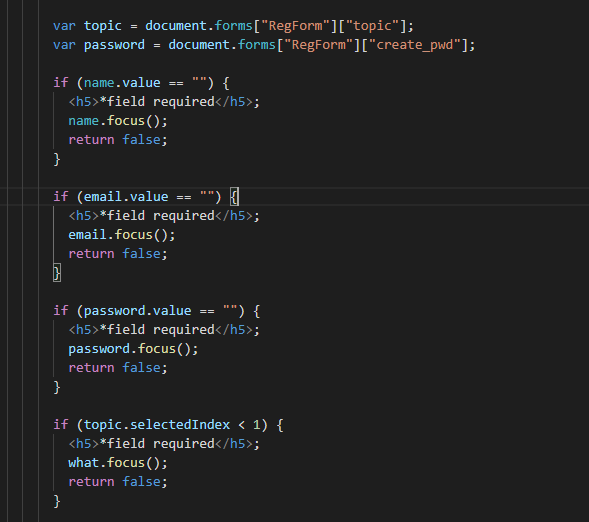 var topic = document.forms["RegForm"]["topic"];
var password = document.forms["RegForm"]["create_pwd"];
if (name.value == "") {
<h5>*field required</h5>;
name.focus();
return false;
}
if (email.value == "") {
<h5>*field required</h5>;
email.focus();
return false;
}
if (password.value == "") {
<h5>*field required</h5>;
password.focus();
return false;
}
if (topic.selectedIndex < 1) {
<h5>*field required</h5>;
what.focus();
return false;
}